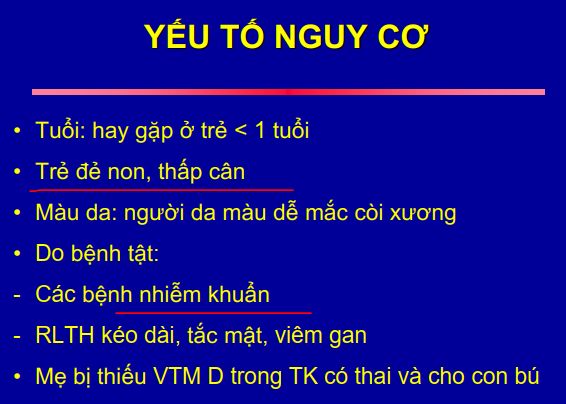 YẾU TỐ NGUY CƠ
• Tuổi: hay gặp ở trẻ < 1 tuổi
• Trẻ đẻ non, thấp cân
• Màu da: người da màu dễ mắc còi xương
• Do bệnh tật:
- Các bệnh nhiễm khuẩn
- RLTH kéo dài, tắc mật, viêm gan
• Mẹ bị thiếu VTM D trong TK có thai và cho con bú